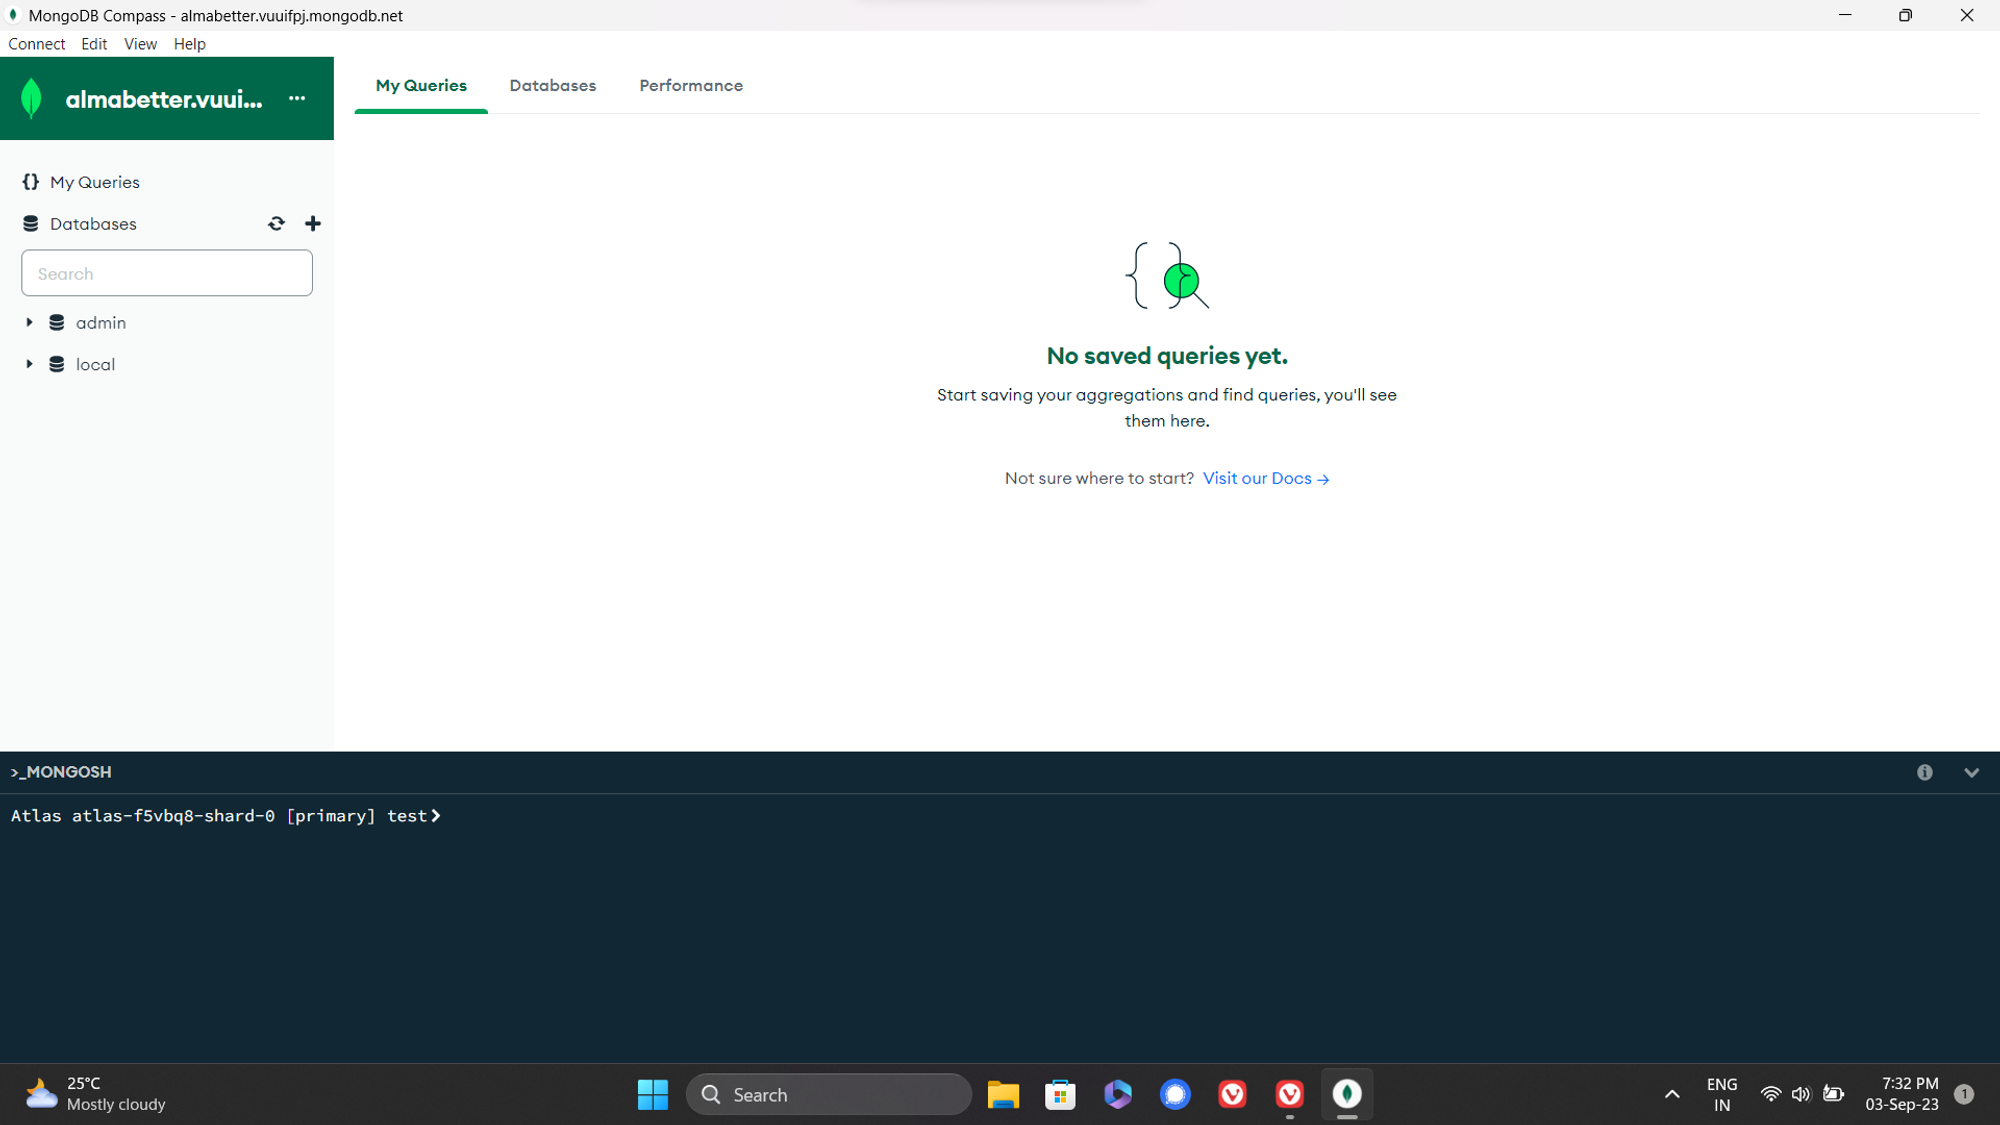 MongoDB Compass - almabetter.vuuifpj.mongodb.net
Connect Edit View Help
almabetter.vuui... ...
My Queries Databases Performance
{} My Queries
Databases
Search
admin
local
No saved queries yet.
Start saving your aggregations and find queries, you'll see
them here.
Not sure where to start? Visit our Docs →
>_MONGOSH
Atlas atlas-f5vbq8-shard-0 [primary] test>
25°C
Mostly cloudy
Search
ENG
IN
7:32 PM
03-Sep-23
1